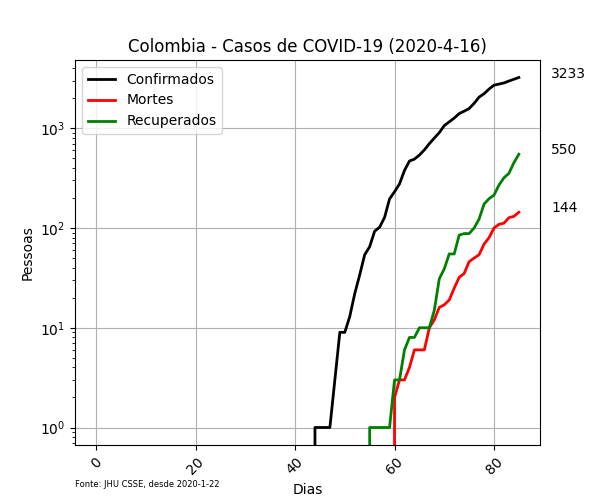 Colombia - Casos de COVID-19 (2020-4-16)
Confirmados
Mortes
Recuperados
3233
550
144
10³
10²
10¹
10⁰
Pessoas
0
20
40
60
80
Dias
Fonte: JHU CSSE, desde 2020-1-22